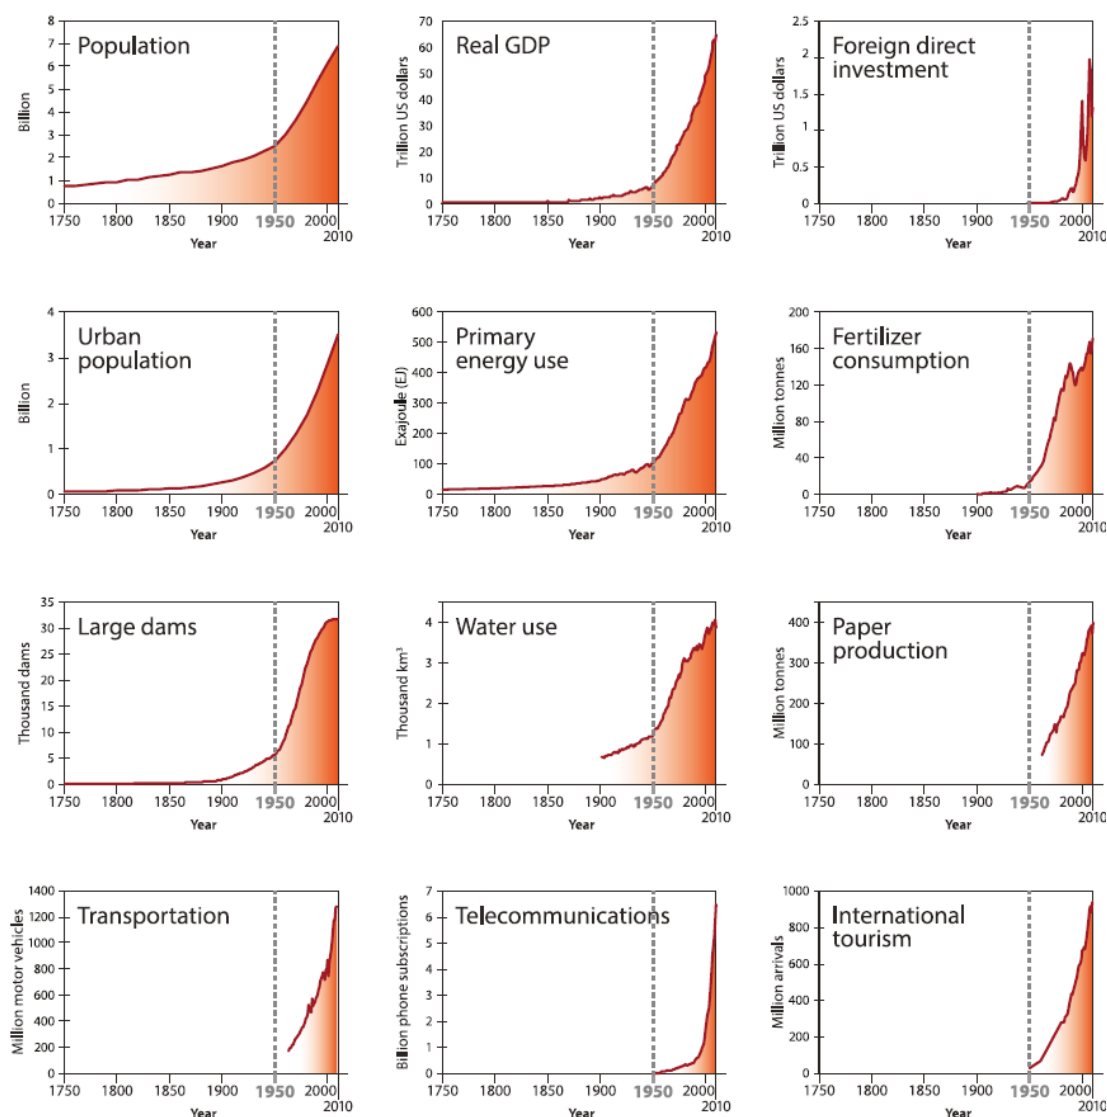 Population
Billion
8
7
6
5
4
3
2
1
0
1750 1800 1850 1900 1950 2000
2010
Year
Real GDP
Trillion US dollars
70
60
50
40
30
20
10
0
1750 1800 1850 1900 1950 2000
2010
Year
Foreign direct
investment
Trillion US dollars
2.5
2
1.5
1
0.5
0
1750 1800 1850 1900 1950 2000
2010
Year
Urban
population
Billion
4
3
2
1
0
1750 1800 1850 1900 1950 2000
2010
Year
Primary
energy use
Exajoule (EJ)
600
500
400
300
200
100
0
1750 1800 1850 1900 1950 2000
2010
Year
Fertilizer
consumption
Million tonnes
200
160
120
80
40
0
1750 1800 1850 1900 1950 2000
2010
Year
Large dams
Thousand dams
35
30
25
20
15
10
5
0
1750 1800 1850 1900 1950 2000
2010
Year
Water use
Thousand km³
4
3
2
1
0
1750 1800 1850 1900 1950 2000
2010
Year
Paper
production
Million tonnes
400
300
200
100
0
1750 1800 1850 1900 1950 2000
2010
Year
Transportation
Million motor vehicles
1400
1200
1000
800
600
400
200
0
1750 1800 1850 1900 1950 2000
2010
Year
Telecommunications
Billion phone subscriptions
7
6
5
4
3
2
1
0
1750 1800 1850 1900 1950 2000
2010
Year
International
tourism
Million arrivals
1000
800
600
400
200
0
1750 1800 1850 1900 1950 2000
2010
Year